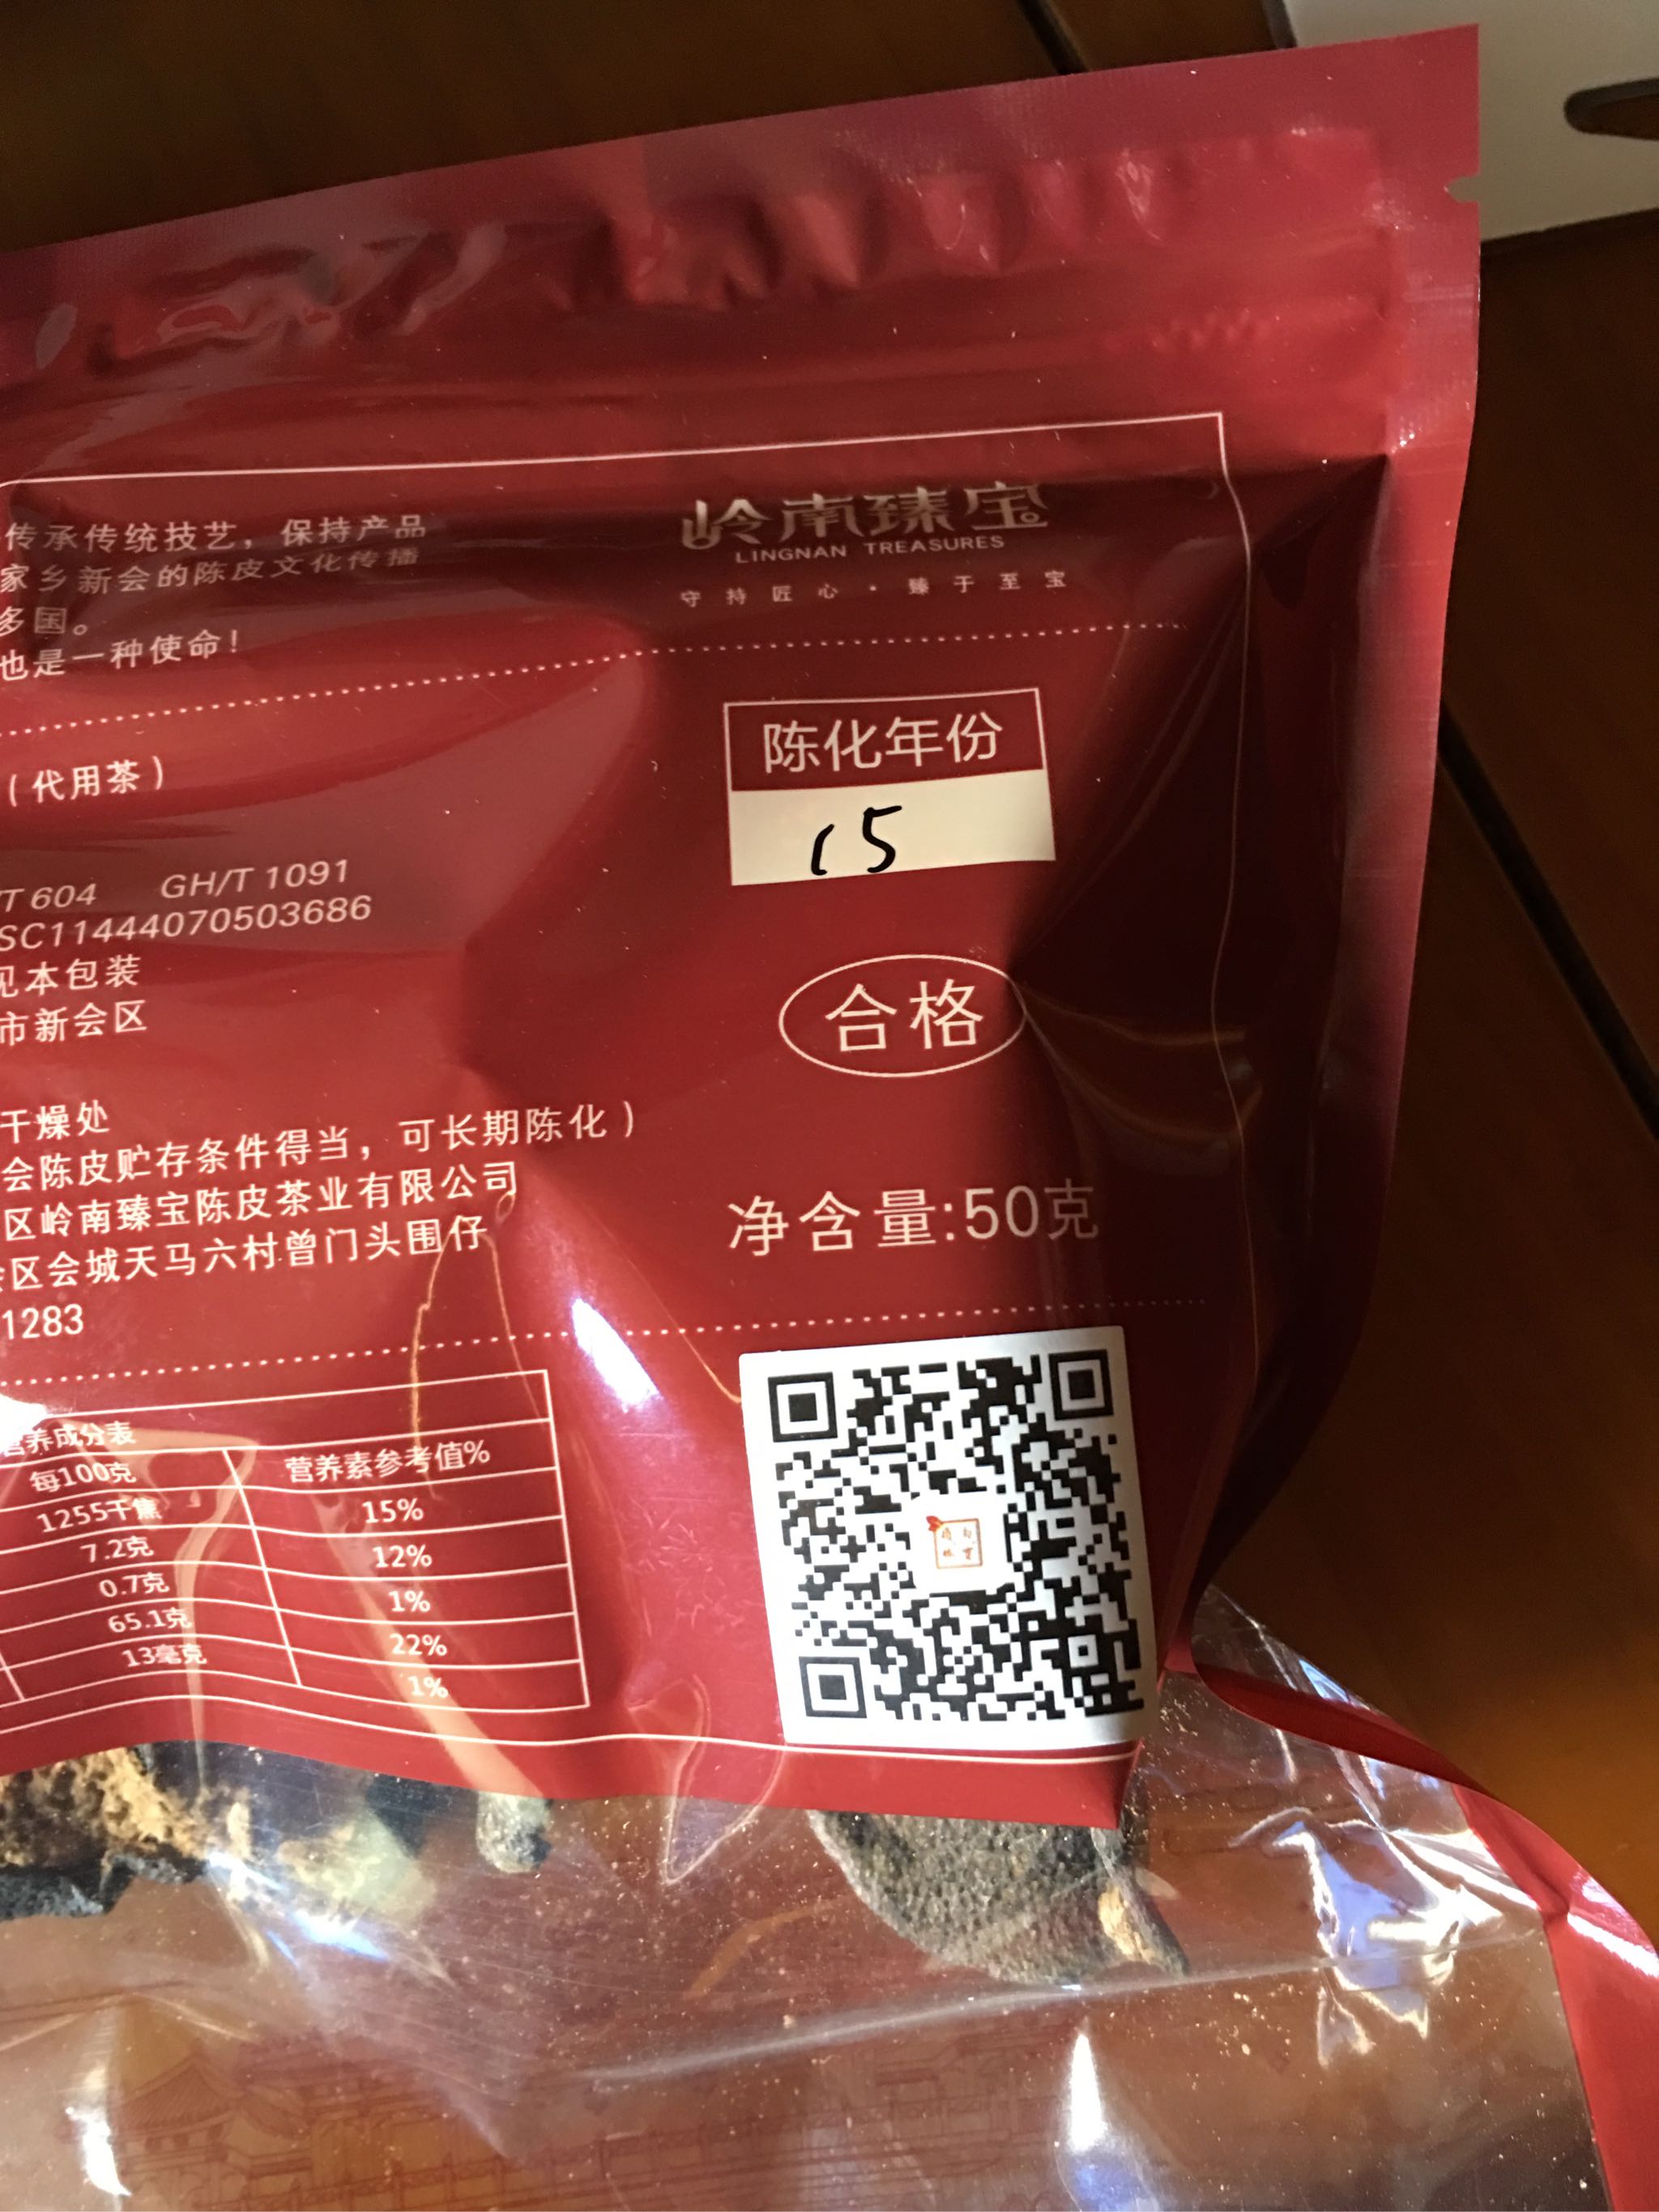 传承传统技艺，保持产品
家乡新会的陈皮文化传播
多国。
也是一种使命！
岭南臻宝
LINGNAN TREASURES
守持匠心·臻于至宝
（代用茶）
T 604 GH/T 1091
SC11444070503686
见本包装
市新会区
干燥处
会陈皮贮存条件得当，可长期陈化）
区岭南臻宝陈皮茶业有限公司
区会城天马六村曾门头围仔
1283
陈化年份
15
合格
净含量:50克
营养成分表
每100克 营养素参考值%
1255千焦 15%
7.2克 12%
0.7克 1%
65.1克 22%
13毫克 1%